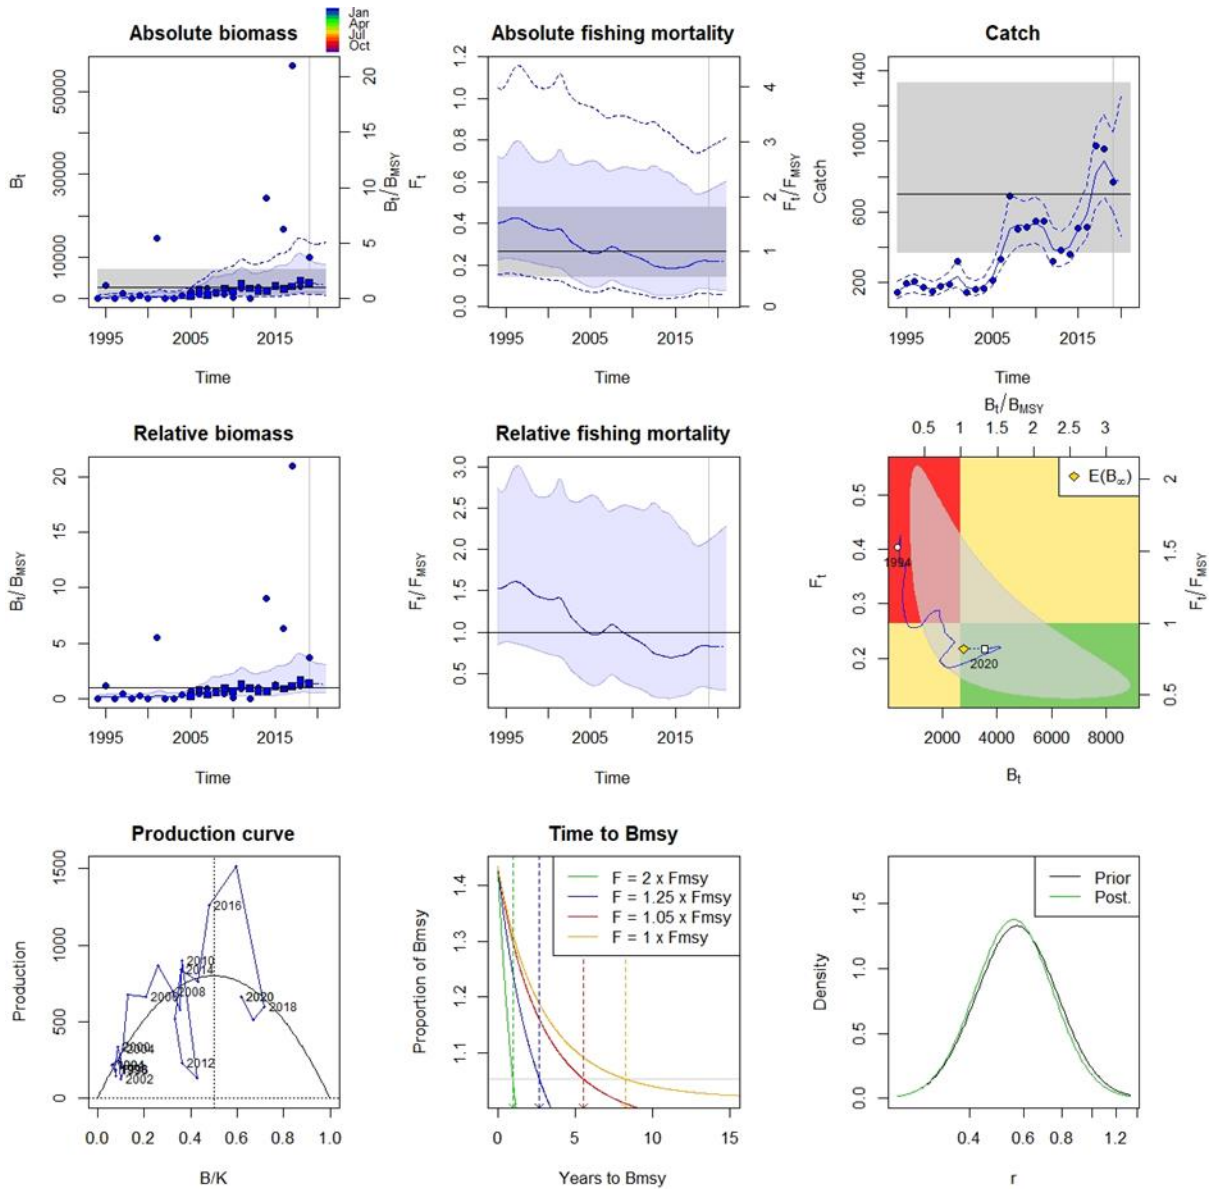 Absolute biomass
Jan
Apr
Jul
Oct
Bt
0 10000 30000 50000
Bt/BMSY
0 5 10 15 20
1995 2005 2015
Time
Absolute fishing mortality
Ft
0.0 0.2 0.4 0.6 0.8 1.0 1.2
Ft/FMSY
0 1 2 3 4
1995 2005 2015
Time
Catch
Catch
200 600 1000 1400
1995 2005 2015
Time
Relative biomass
Bt/BMSY
0 5 10 15 20
1995 2005 2015
Time
Relative fishing mortality
Ft/FMSY
0.5 1.0 1.5 2.0 2.5 3.0
1995 2005 2015
Time
Bt/BMSY
0.5 1 1.5 2 2.5 3
E(B∞)
Ft
0.2 0.3 0.4 0.5
Ft/FMSY
0.5 1 1.5 2
1994
2020
2000 4000 6000 8000
Bt
Production curve
Production
0 500 1000 1500
2016
2010
2014
2008
2006
2020
2018
2000
2004
2012
2002
0.0 0.2 0.4 0.6 0.8 1.0
B/K
Time to Bmsy
F = 2 x Fmsy
F = 1.25 x Fmsy
F = 1.05 x Fmsy
F = 1 x Fmsy
Proportion of Bmsy
1.1 1.2 1.3 1.4
0 5 10 15
Years to Bmsy
Prior
Post.
Density
0.0 0.5 1.0 1.5
0.4 0.6 0.8 1 1.2
r